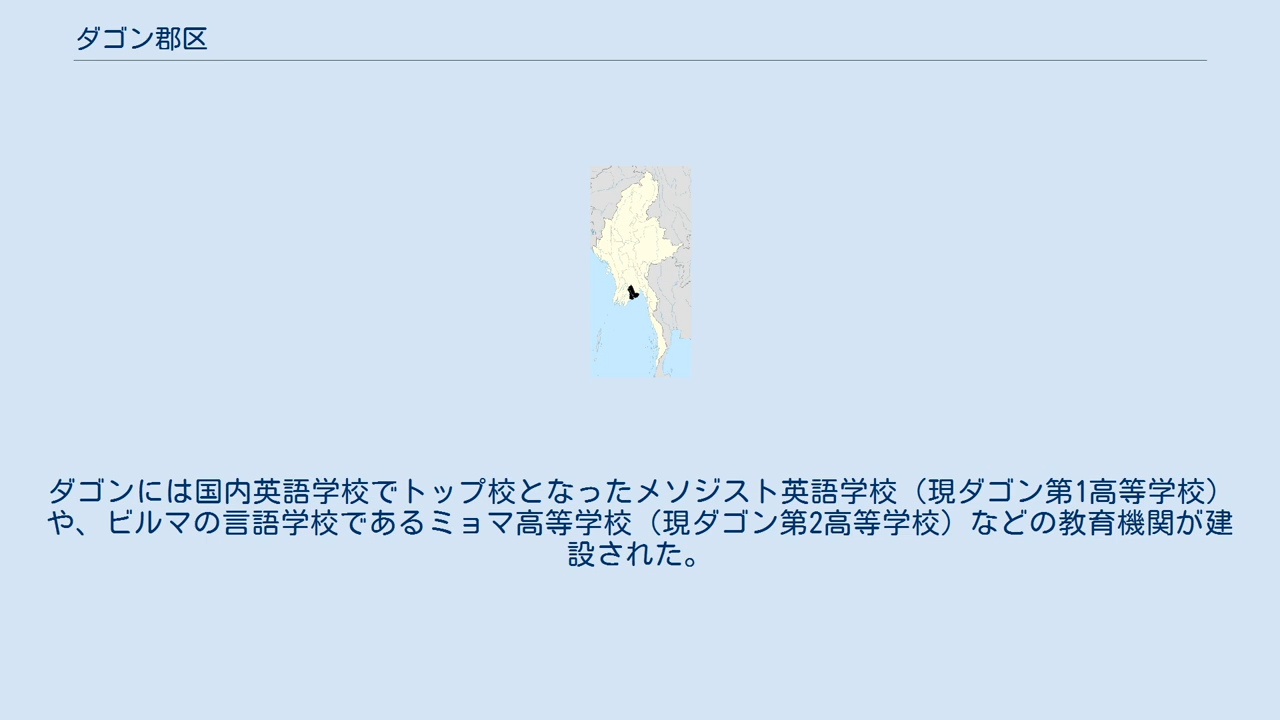 ダゴン郡区
ダゴンには国内英語学校でトップ校となったメソジスト英語学校（現ダゴン第1高等学校）
や、ビルマの言語学校であるミョマ高等学校（現ダゴン第2高等学校）などの教育機関が建
設された。